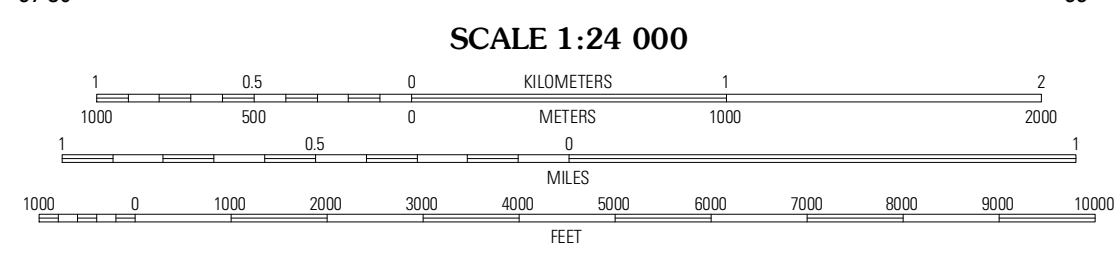 SCALE 1:24 000
1 0.5 0 KILOMETERS 1 2
1000 500 0 METERS 1000 2000
1 0.5 0 1
MILES
1000 0 1000 2000 3000 4000 5000 6000 7000 8000 9000 10000
FEET